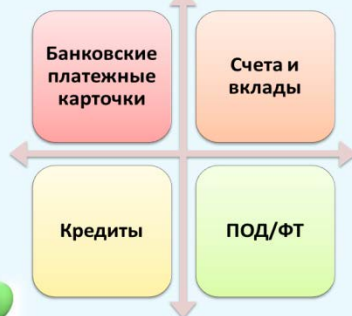 Банковские
платежные
карточки
Счета и
вклады
Кредиты
ПОД/ФТ